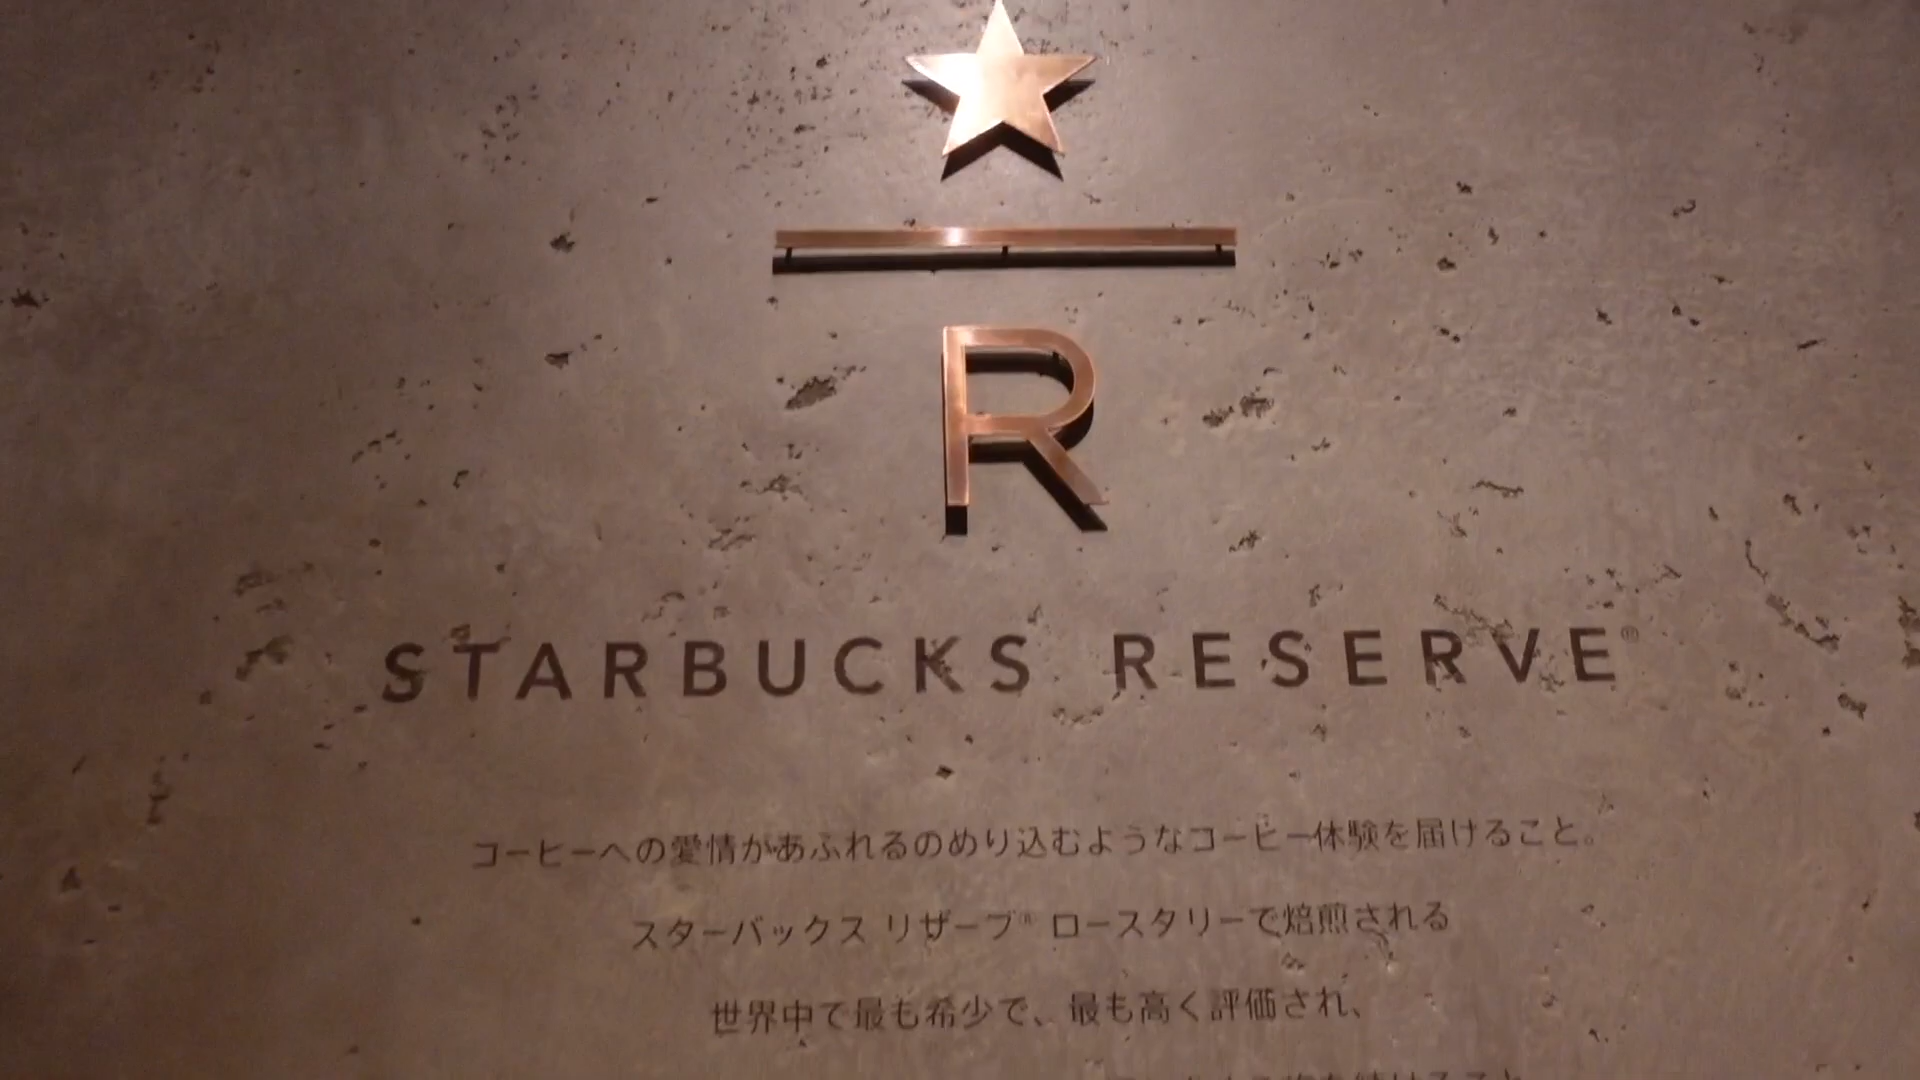 R
STARBUCKS RESERVE®
コーヒーへの愛情があふれるのめり込むようなコーヒー体験を届けること。
スターバックス リザーブ® ロースタリーで焙煎される
世界中で最も希少で、最も高く評価され、